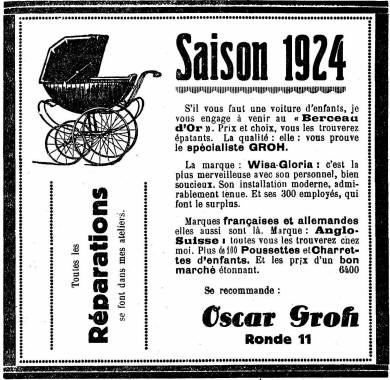 Saison 1924
S'il vous faut une voiture d'enfants, je
vous engage à venir au « Berceau
d'Or ». Prix et choix, vous les trouverez
épatants. La qualité : elle : vous prouve
le spécialiste GROH.
La marque : Wisa-Gloria : c'est la
plus merveilleuse avec son personnel, bien
soucieux. Son installation moderne, admi-
rablement tenue. Et ses 300 employés, qui
font le surplus.
Marques françaises et allemandes
elles aussi sont là. Marque : Anglo-
Suisse : toutes vous les trouverez chez
moi. Plus de 100 Poussettes et Charret-
tes d'enfants. Et les prix d'un bon
marché étonnant. 6400
Se recommande :
Oscar Groh
Ronde 11
Toutes les
Réparations
se font dans mes ateliers.